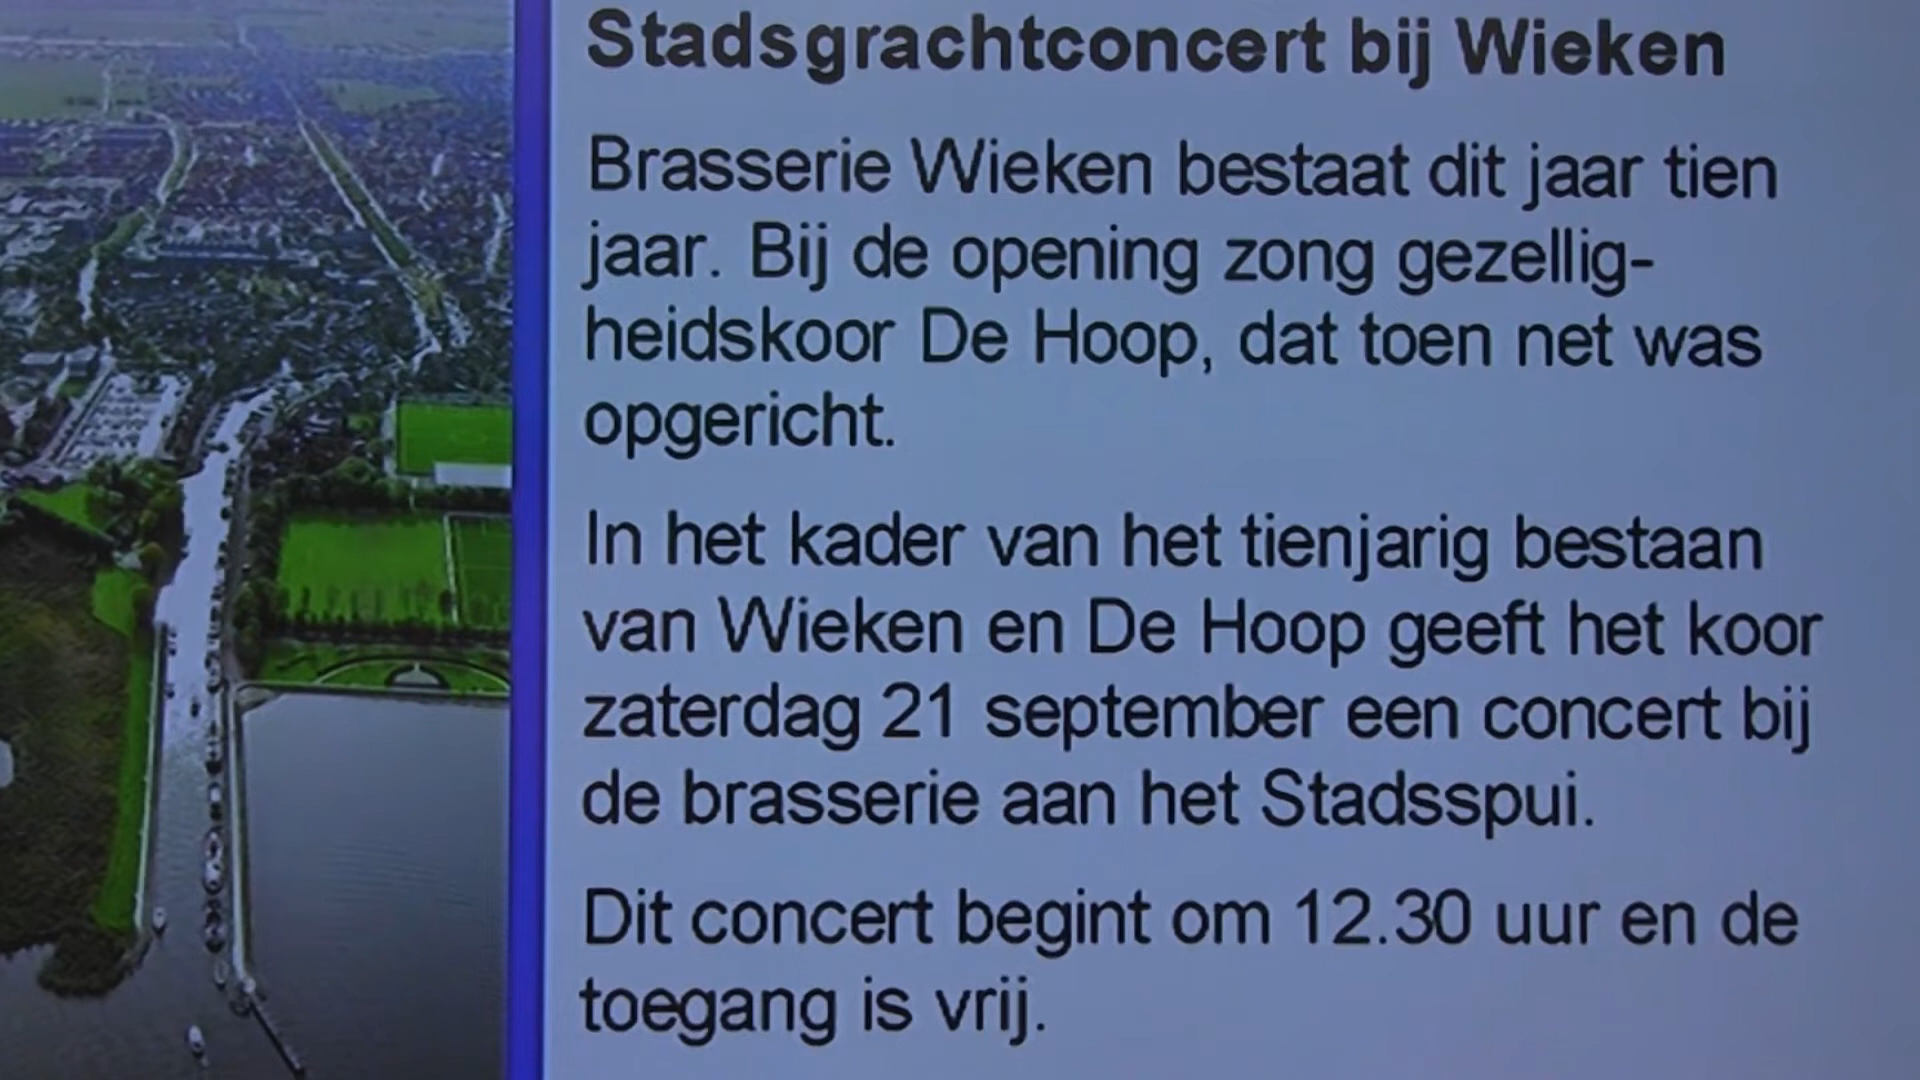 Stadsgrachtconcert bij Wieken
Brasserie Wieken bestaat dit jaar tien
jaar. Bij de opening zong gezellig-
heidskoor De Hoop, dat toen net was
opgericht.
In het kader van het tienjarig bestaan
van Wieken en De Hoop geeft het koor
zaterdag 21 september een concert bij
de brasserie aan het Stadsspui.
Dit concert begint om 12.30 uur en de
toegang is vrij.